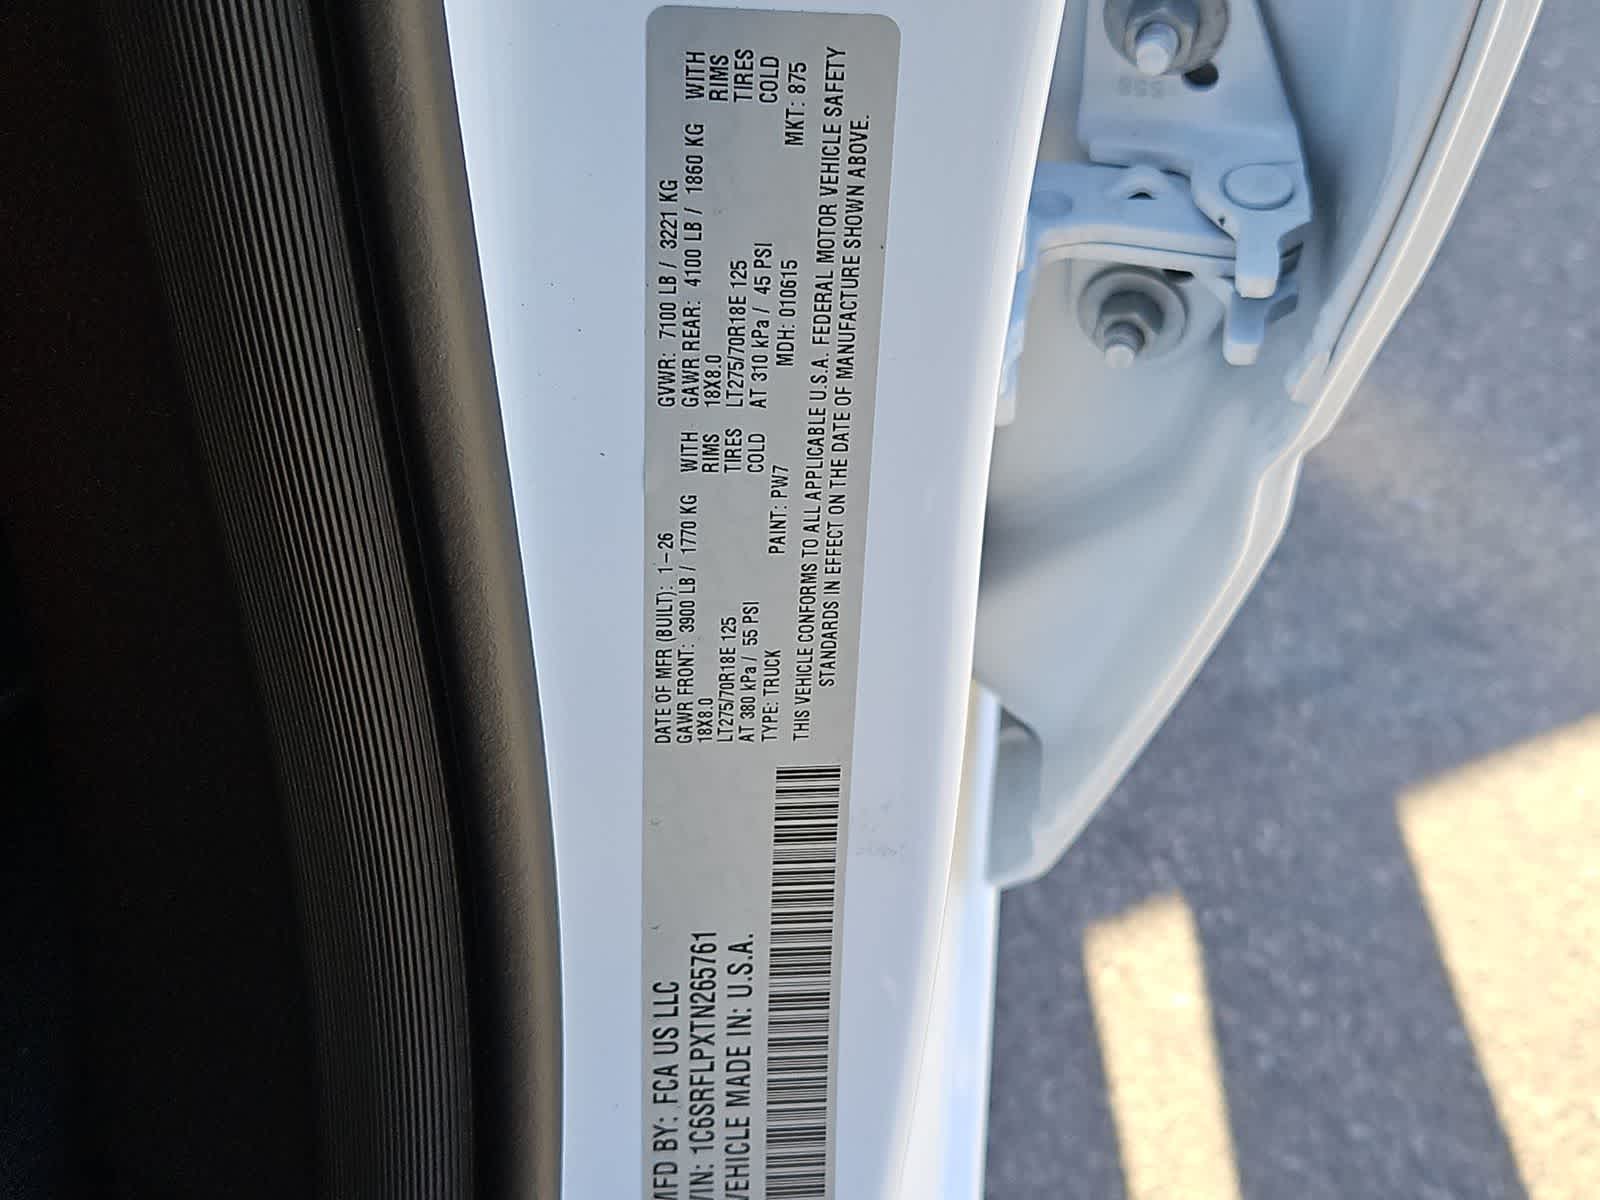 MFD BY: FCA US LLC
VIN: 1C6SRFLPXTN265761
VEHICLE MADE IN: U.S.A.
DATE OF MFR (BUILT): 1-26 GVWR: 7100 LB / 3221 KG
GAWR FRONT: 3900 LB / 1770 KG WITH GAWR REAR: 4100 LB / 1860 KG WITH
18X8.0 RIMS 18X8.0 RIMS
LT275/70R18E 125 TIRES LT275/70R18E 125 TIRES
AT 380 kPa / 55 PSI COLD AT 310 kPa / 45 PSI COLD
TYPE: TRUCK PAINT: PW7 MDH: 010615 MKT: 875
THIS VEHICLE CONFORMS TO ALL APPLICABLE U.S.A. FEDERAL MOTOR VEHICLE SAFETY
STANDARDS IN EFFECT ON THE DATE OF MANUFACTURE SHOWN ABOVE.